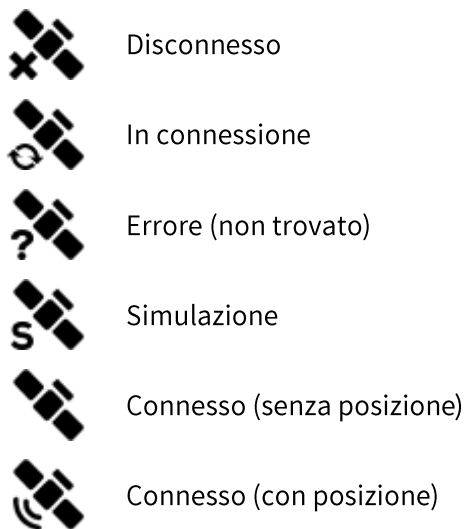 Disconnesso
In connessione
? Errore (non trovato)
S Simulazione
Connesso (senza posizione)
Connesso (con posizione)